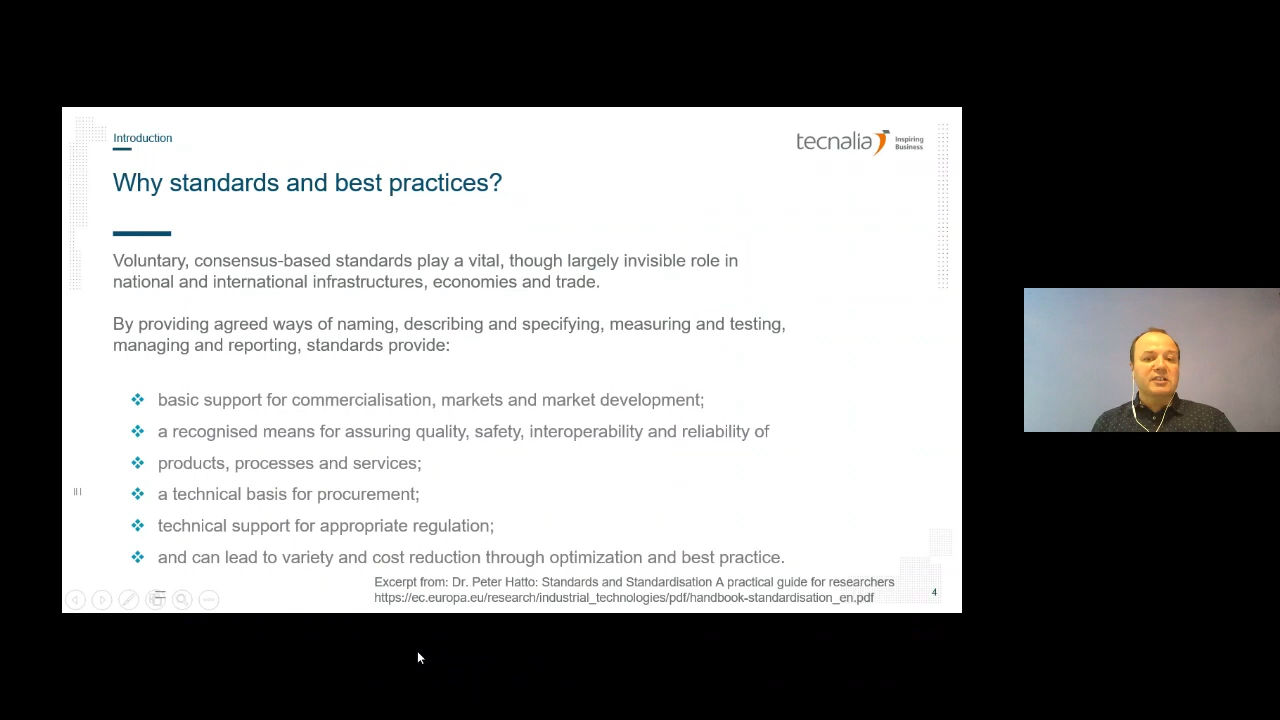 Introduction
tecnalia Inspiring
Business
Why standards and best practices?
Voluntary, consensus-based standards play a vital, though largely invisible role in
national and international infrastructures, economies and trade.
By providing agreed ways of naming, describing and specifying, measuring and testing,
managing and reporting, standards provide:
basic support for commercialisation, markets and market development;
a recognised means for assuring quality, safety, interoperability and reliability of
products, processes and services;
a technical basis for procurement;
technical support for appropriate regulation;
and can lead to variety and cost reduction through optimization and best practice.
Excerpt from: Dr. Peter Hatto: Standards and Standardisation A practical guide for researchers
https://ec.europa.eu/research/industrial_technologies/pdf/handbook-standardisation_en.pdf
4